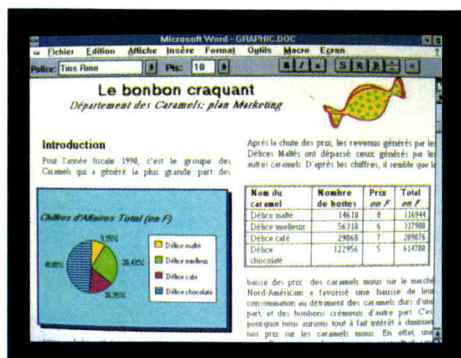 Microsoft Word - GRAPHIC.DOC
Fichier Edition Affiche Insère Format Outils Macro Ecran ?
Police: Tms Rmn Pts: 10
Le bonbon craquant
Département des Caramels; plan Marketing
Introduction
Pour l'année fiscale 1990, c'est le groupe des
Caramels qui a généré la plus grande part des
Chiffres d'Affaires Total (en F)
Délice malté
Délice mielleux
Délice café
Délice chocolaté
Après la chute des prix, les revenus générés par les
Délices Maltés ont dépassé ceux générés par les
autres caramels. D'après les chiffres, il semble que la
Nom du caramel Nombre de boites Prix en F Total en F
Délice malté 14618 8 116944
Délice mielleux 56318 6 337908
Délice café 29868 7 209076
Délice chocolaté 122956 5 614780
baisse des prix des caramels mous sur le marché
Nord-Américain a favorisé une hausse de leur
consommation au détriment des caramels durs d'une
part, et des bonbons crémeux d'autre part. C'est
pourquoi nous aurions tout à fait intérêt à diminuer
nos prix sur les caramels mous. En effet, une